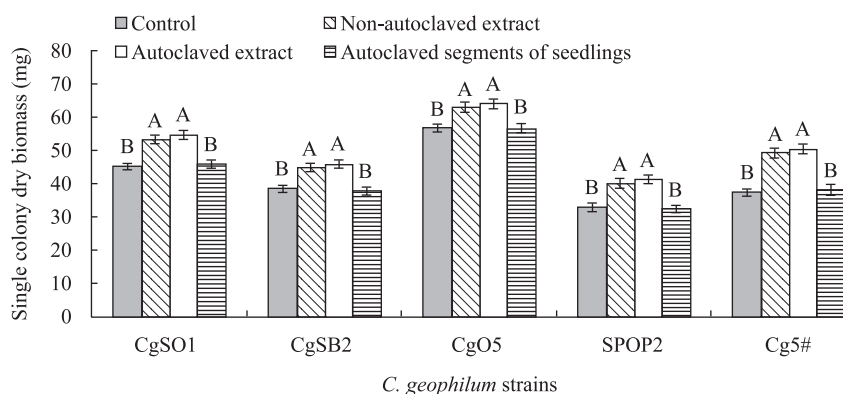 Control Non-autoclaved extract
Autoclaved extract Autoclaved segments of seedlings
Single colony dry biomass (mg)
80
70
60
50
40
30
20
10
0
B A A B
B A A B
B A A B
B A A B
B A A B
CgSO1 CgSB2 CgO5 SPOP2 Cg5#
C. geophilum strains